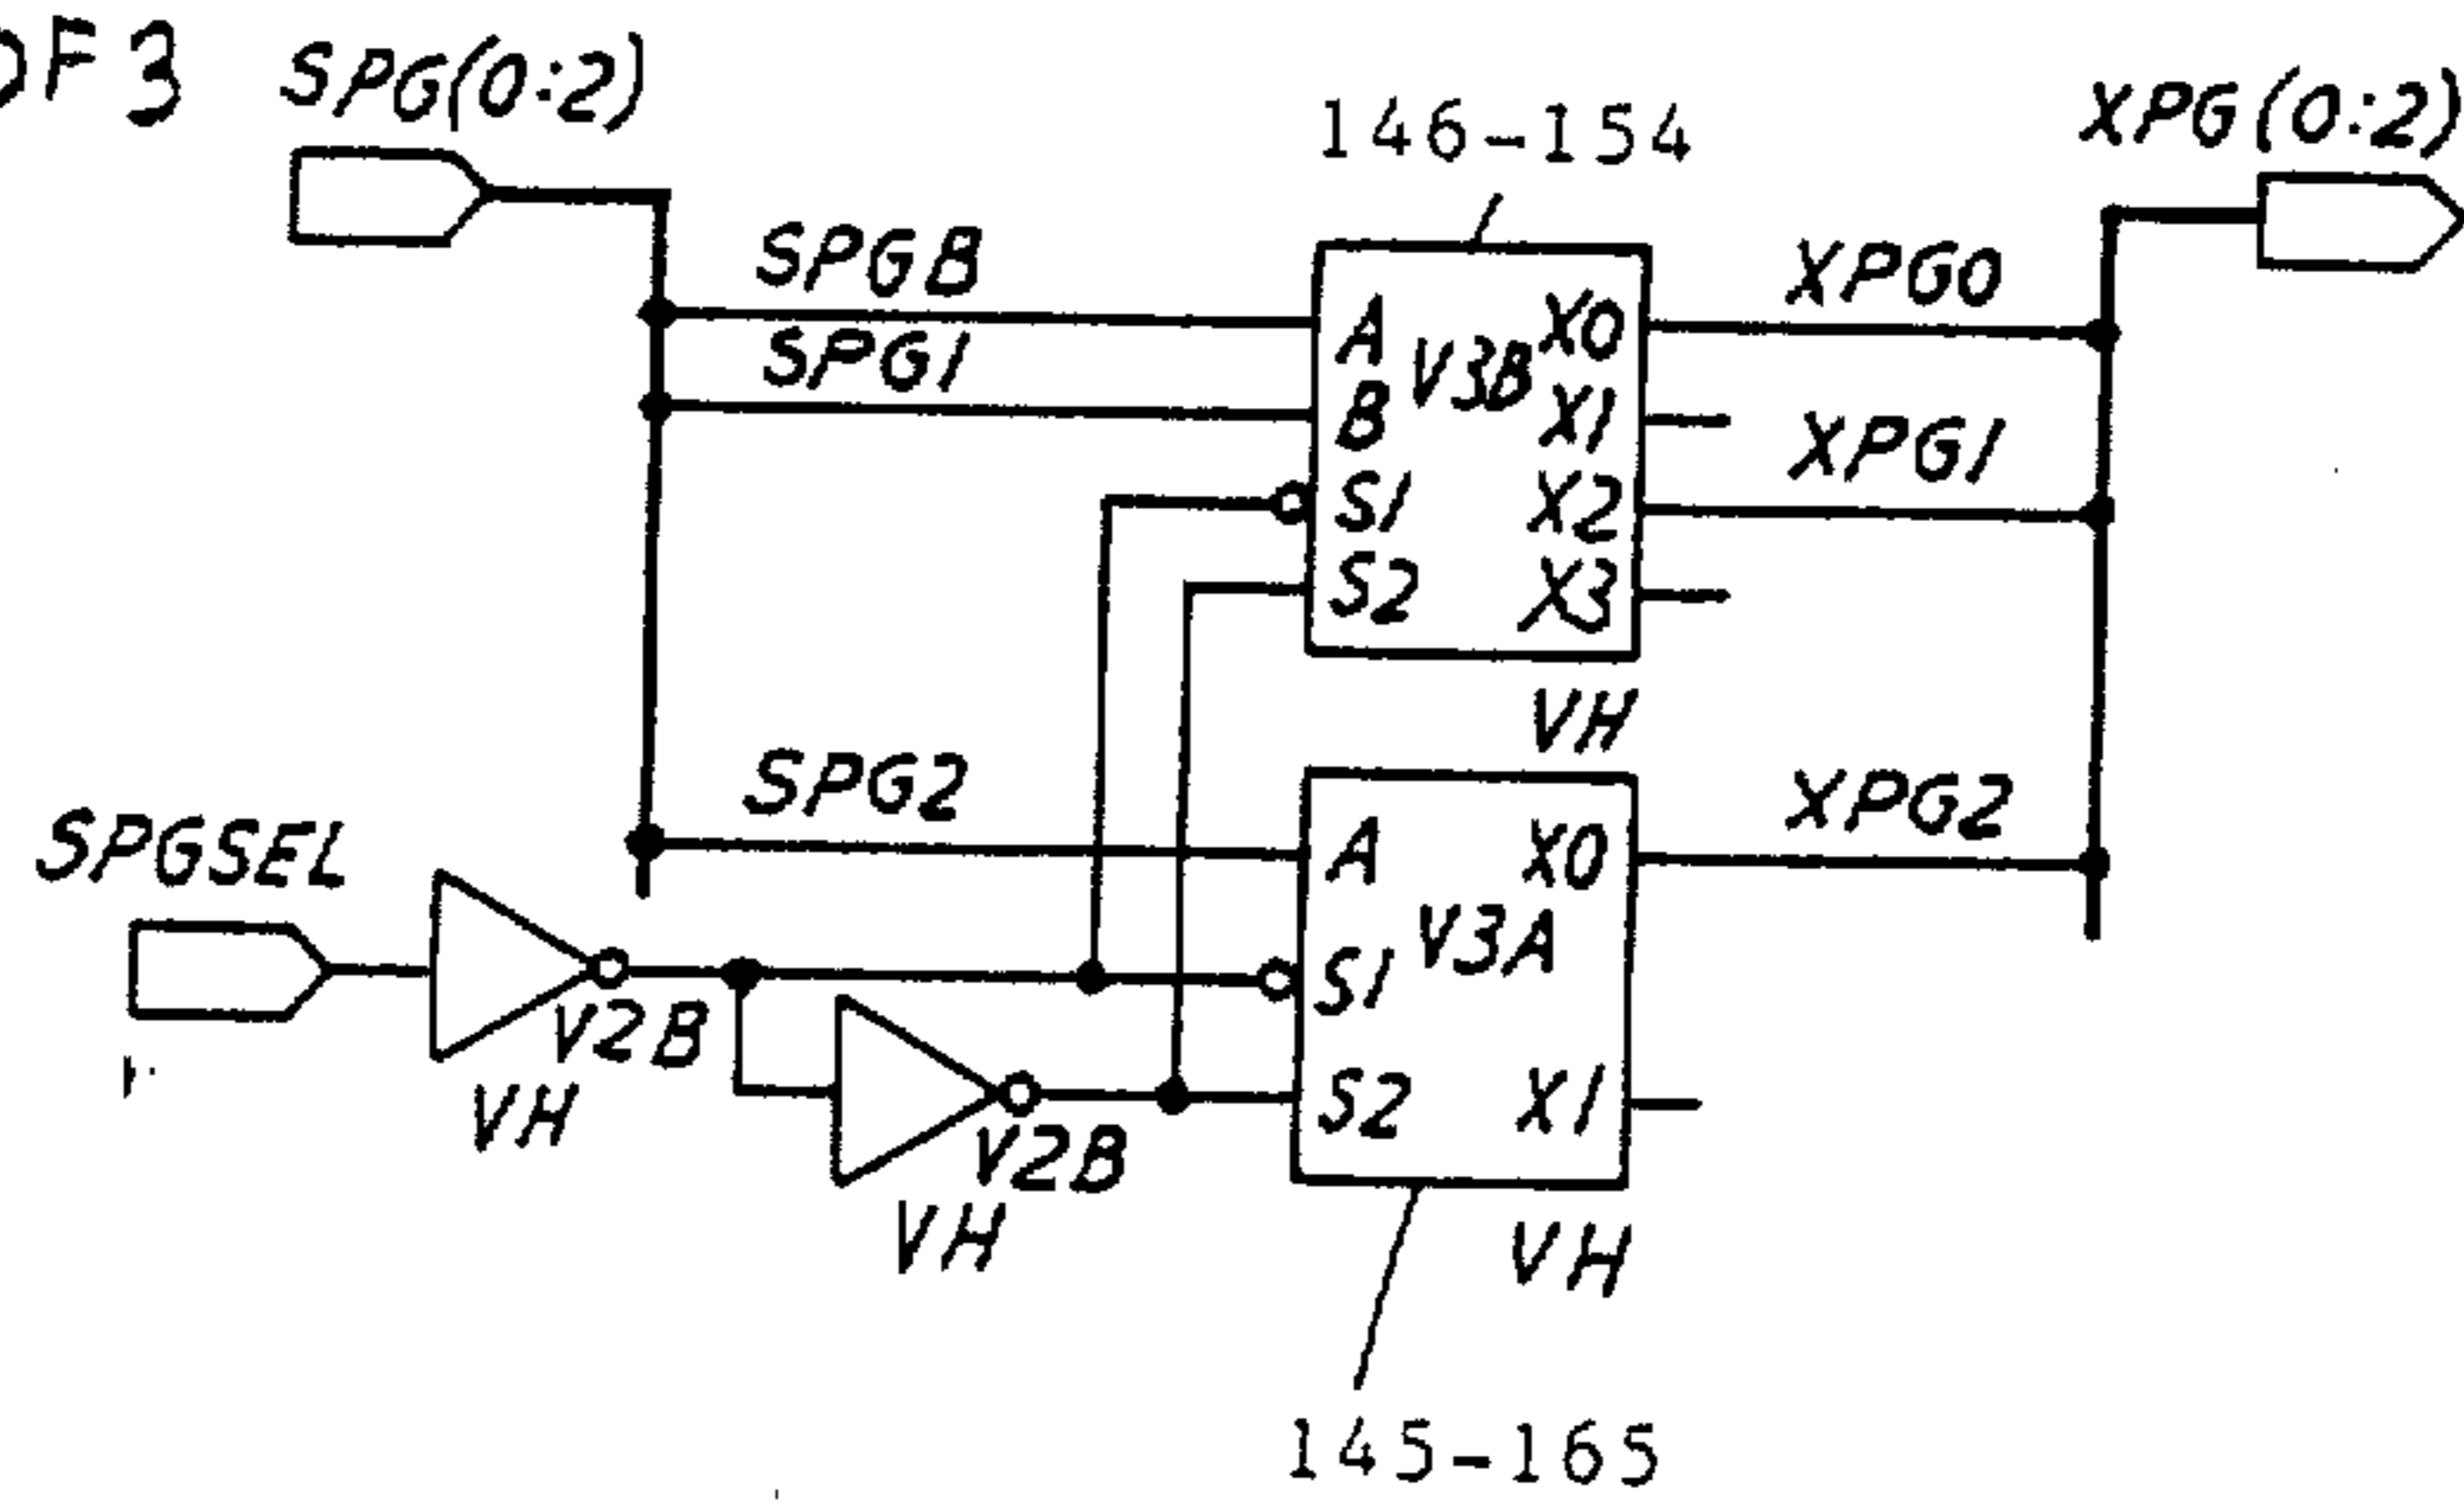 OF 3
SPG(0:2)
146-154
XPG(0:2)
SPGB
XPG0
A
X0
SPG1
V3B
B
X1
XPG1
S1
X2
S2
X3
VH
SPG2
XPG2
SPGSEL
A
X0
V3A
S1
V2B
VH
S2
X1
V2B
VH
VH
145-165